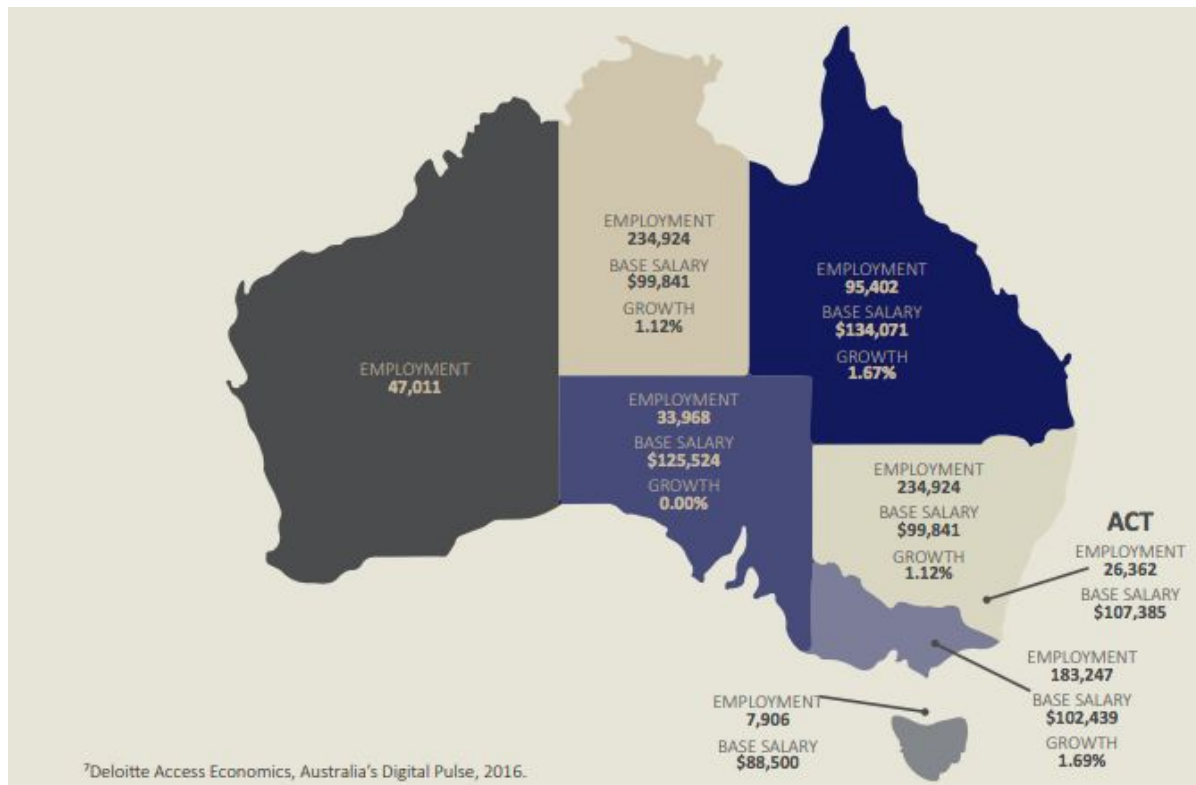 EMPLOYMENT
234,924
BASE SALARY
$99,841
GROWTH
1.12%
EMPLOYMENT
95,402
BASE SALARY
$134,071
GROWTH
1.67%
EMPLOYMENT
47,011
EMPLOYMENT
33,968
BASE SALARY
$125,524
GROWTH
0.00%
EMPLOYMENT
234,924
BASE SALARY
$99,841
GROWTH
1.12%
ACT
EMPLOYMENT
26,362
BASE SALARY
$107,385
EMPLOYMENT
183,247
BASE SALARY
$102,439
GROWTH
1.69%
EMPLOYMENT
7,906
BASE SALARY
$88,500
⁷Deloitte Access Economics, Australia's Digital Pulse, 2016.